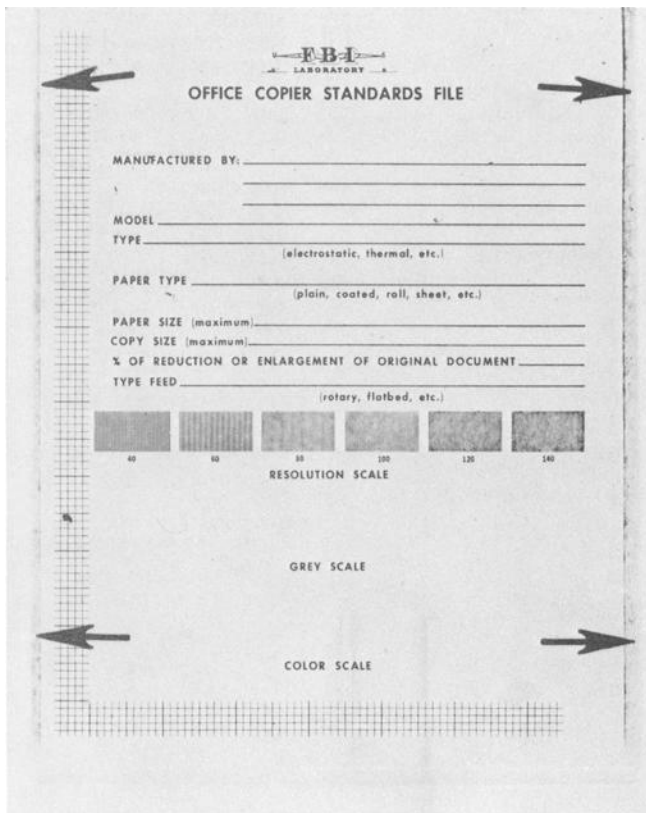 FBI
LABORATORY
OFFICE COPIER STANDARDS FILE
MANUFACTURED BY:
MODEL
TYPE
(electrostatic, thermal, etc.)
PAPER TYPE
(plain, coated, roll, sheet, etc.)
PAPER SIZE (maximum)
COPY SIZE (maximum)
% OF REDUCTION OR ENLARGEMENT OF ORIGINAL DOCUMENT
TYPE FEED
(rotary, flatbed, etc.)
40 60 80 100 120 140
RESOLUTION SCALE
GREY SCALE
COLOR SCALE